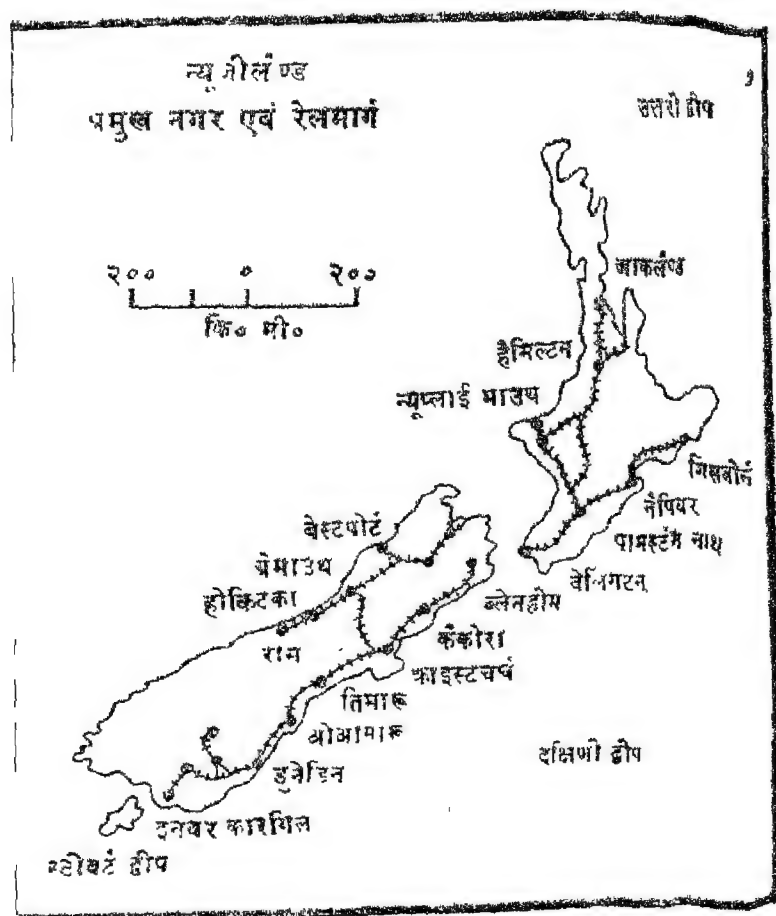 न्यूजीलैण्ड
प्रमुख नगर एवं रेलमार्ग
उत्तरी द्वीप
२०० ० २००
कि० मी०
आकलैण्ड
हैमिल्टन
न्यूप्लाई माउथ
गिसबोर्न
नेपियर
पामर्स्टन नार्थ
वेलिंगटन
वेस्टपोर्ट
ग्रेमाउथ
होकिटका
रास
ब्लेनहीम
कैकोरा
क्राइस्टचर्च
तिमारू
ओआमारू
डुनेडिन
दक्षिणी द्वीप
इनवर कारगिल
स्टीवर्ट द्वीप